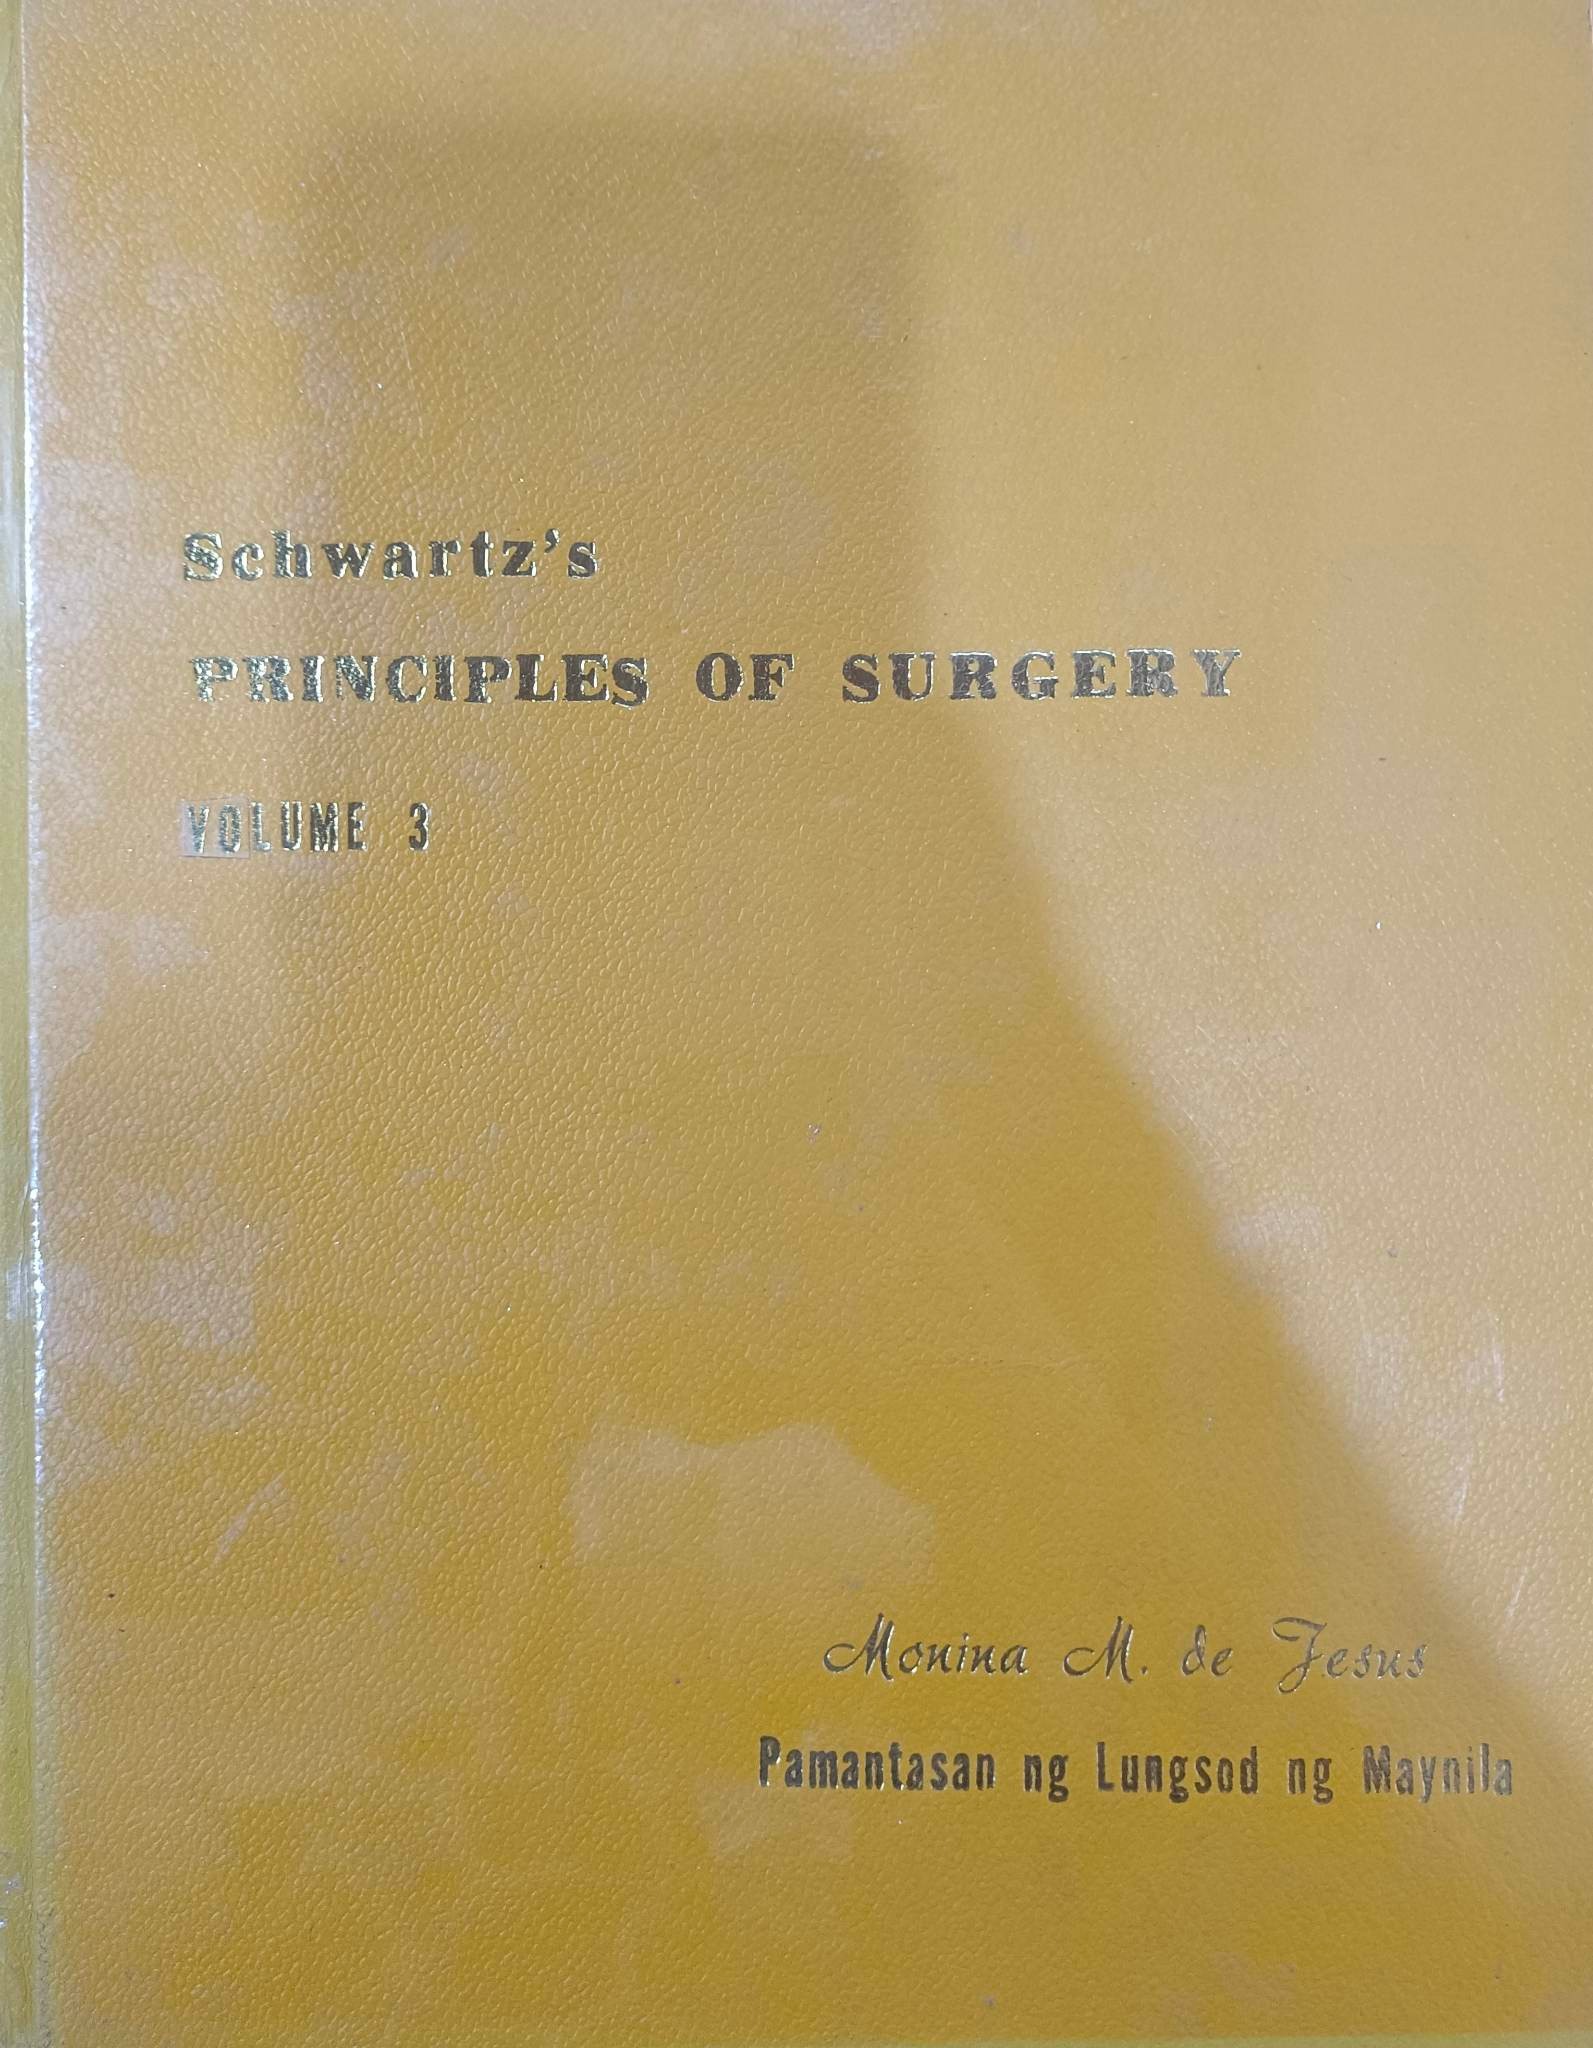 Schwartz's
PRINCIPLES OF SURGERY
VOLUME 3
Monina M. de Jesus
Pamantasan ng Lungsod ng Maynila